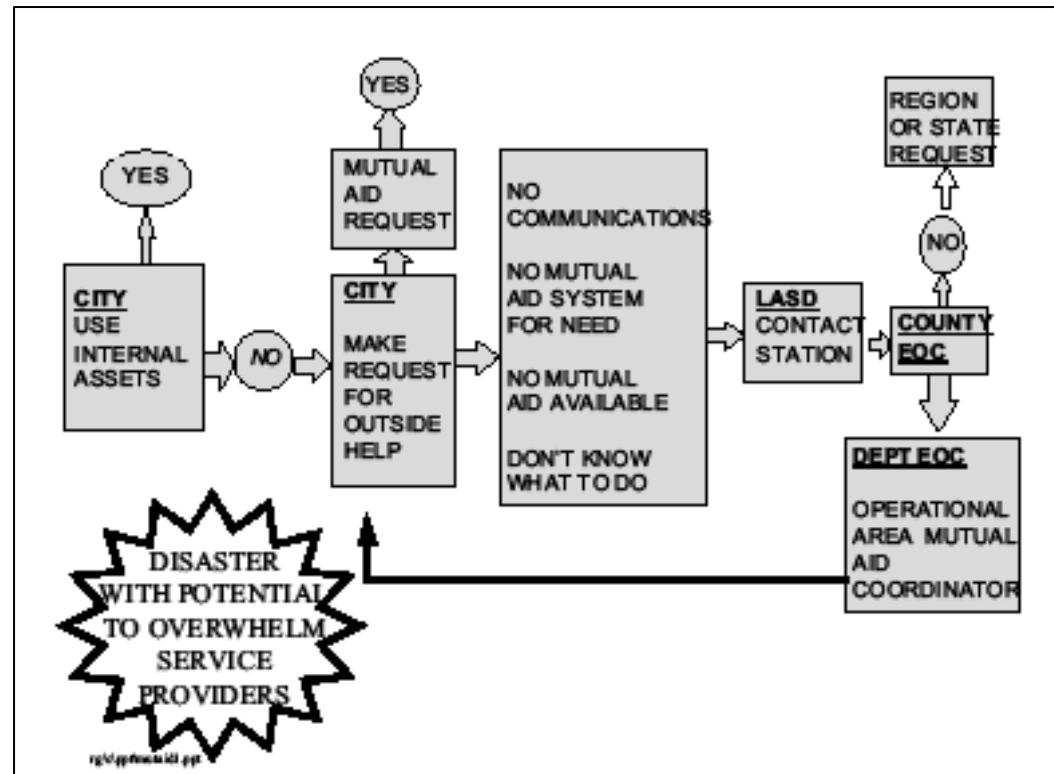 YES
CITY
USE
INTERNAL
ASSETS
NO
YES
MUTUAL
AID
REQUEST
CITY
MAKE
REQUEST
FOR
OUTSIDE
HELP
NO
COMMUNICATIONS
NO MUTUAL
AID SYSTEM
FOR NEED
NO MUTUAL
AID AVAILABLE
DON'T KNOW
WHAT TO DO
LASD
CONTACT
STATION
REGION
OR STATE
REQUEST
NO
COUNTY
EOC
DEPT EOC
OPERATIONAL
AREA MUTUAL
AID
COORDINATOR
DISASTER
WITH POTENTIAL
TO OVERWHELM
SERVICE
PROVIDERS